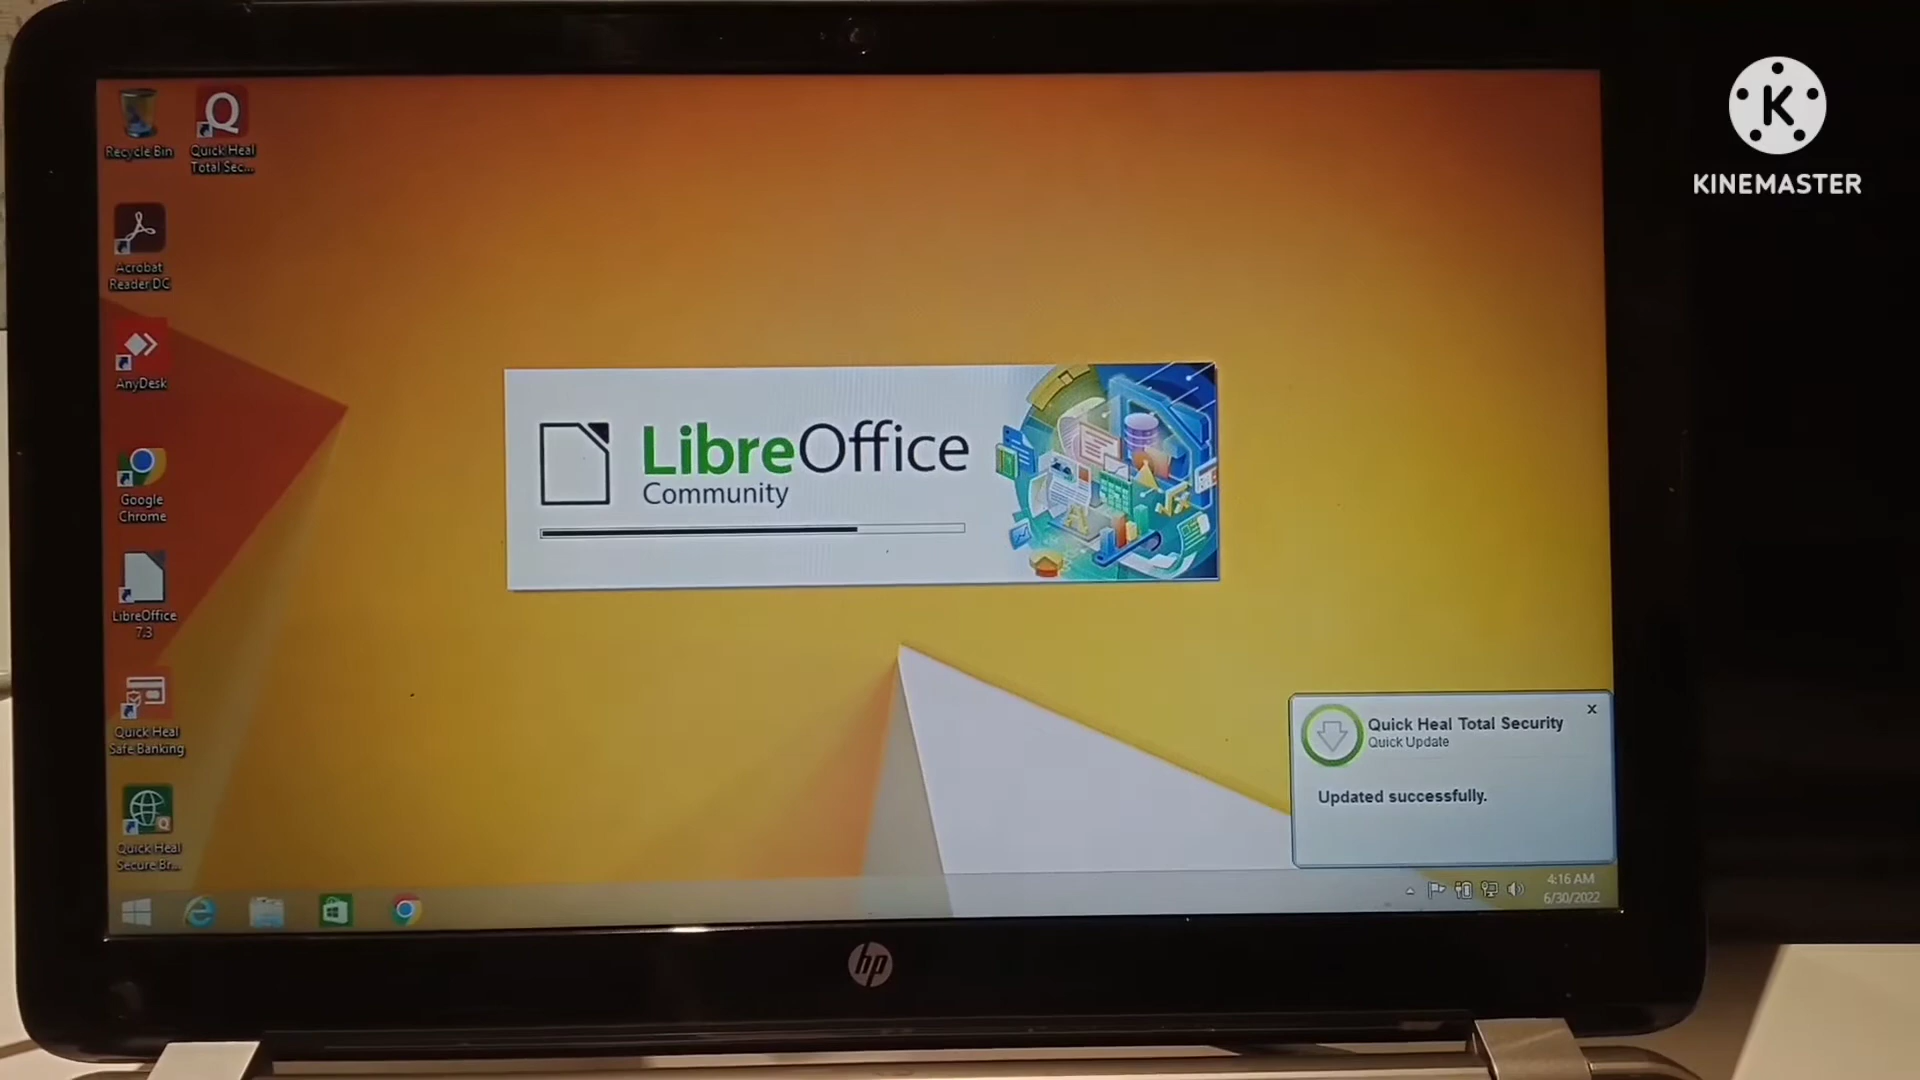 Recycle Bin
Quick Heal
Total Sec...
Acrobat
Reader DC
AnyDesk
Google
Chrome
LibreOffice
7.3
Quick Heal
Safe Banking
Quick Heal
Secure Br...
LibreOffice
Community
Quick Heal Total Security
Quick Update
x
Updated successfully.
4:16 AM
6/30/2022
hp
K
KINEMASTER